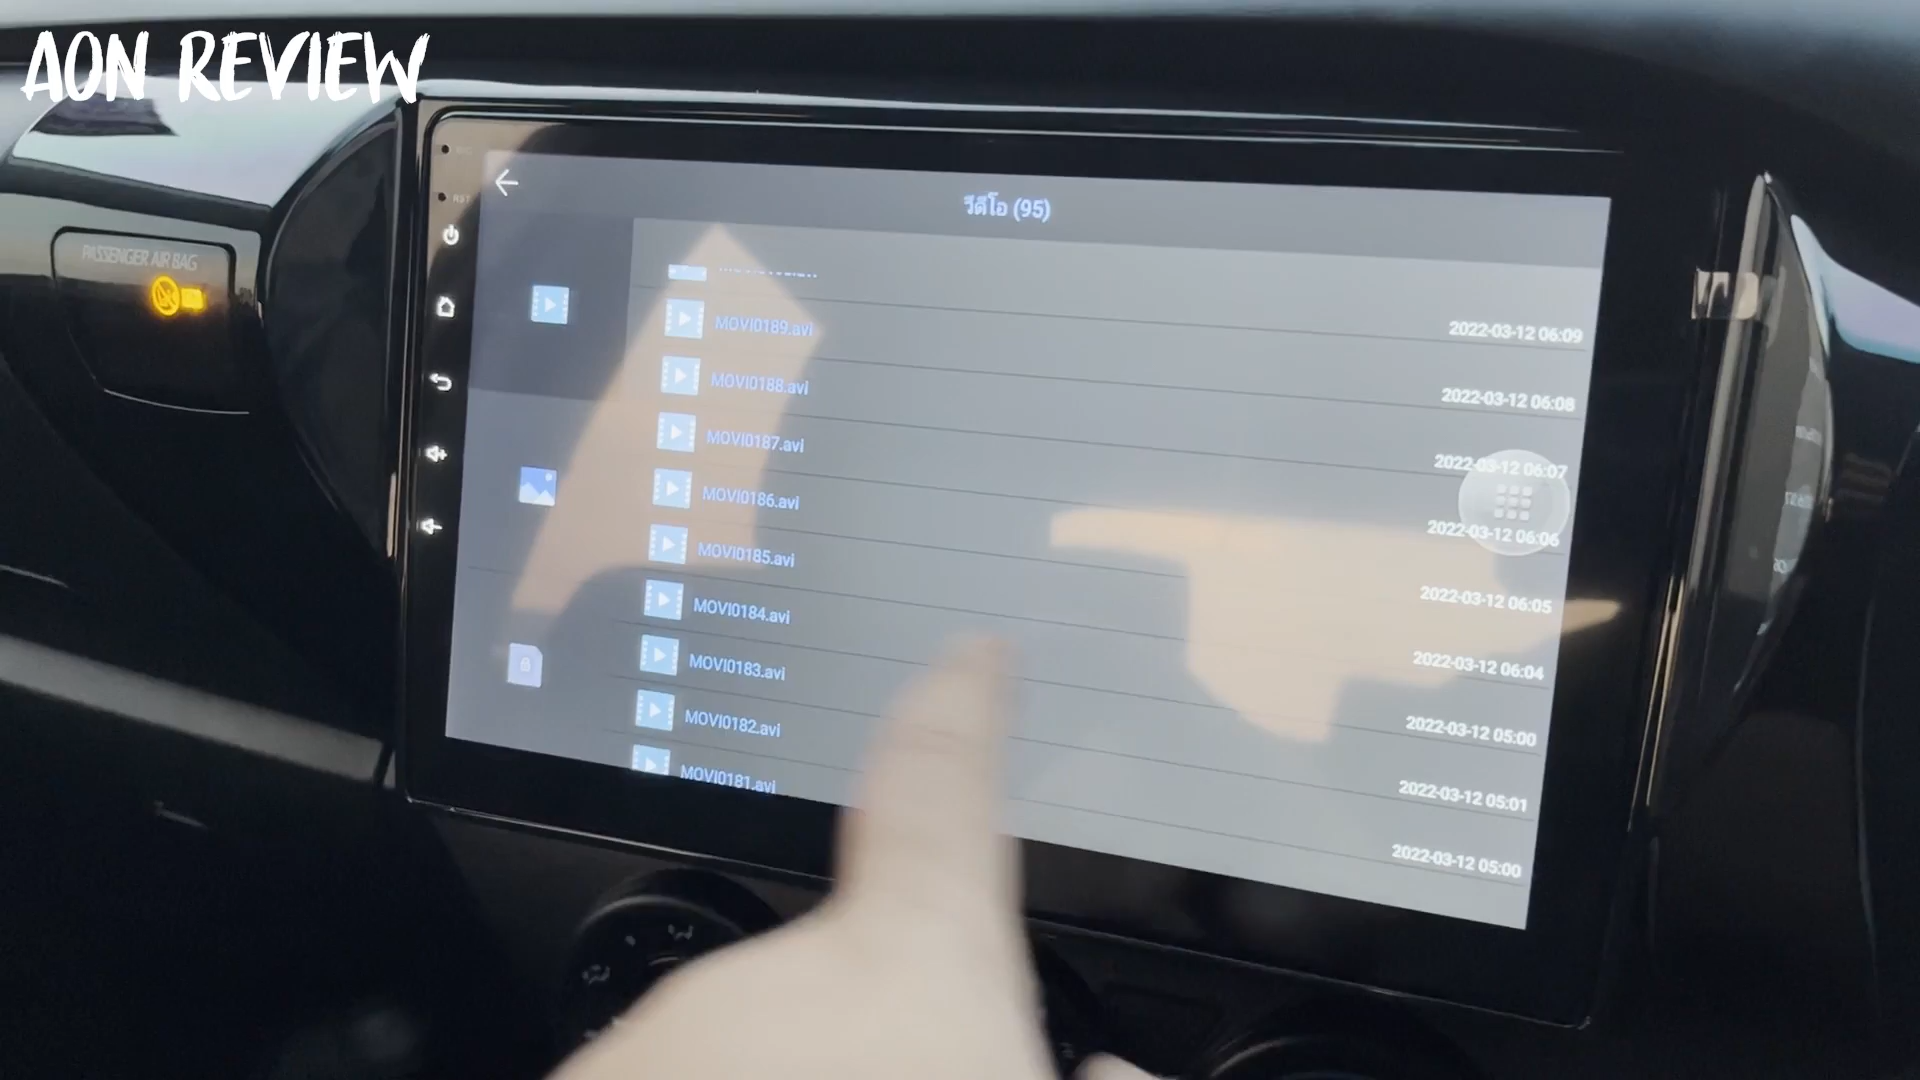 AON REVIEW
PASSENGER AIR BAG
RST
วีดีโอ (95)
MOVI0189.avi
2022-03-12 06:09
MOVI0188.avi
2022-03-12 06:08
MOVI0187.avi
2022-03-12 06:07
MOVI0186.avi
2022-03-12 06:06
MOVI0185.avi
2022-03-12 06:05
MOVI0184.avi
2022-03-12 06:04
MOVI0183.avi
2022-03-12 05:00
MOVI0182.avi
2022-03-12 05:01
MOVI0181.avi
2022-03-12 05:00